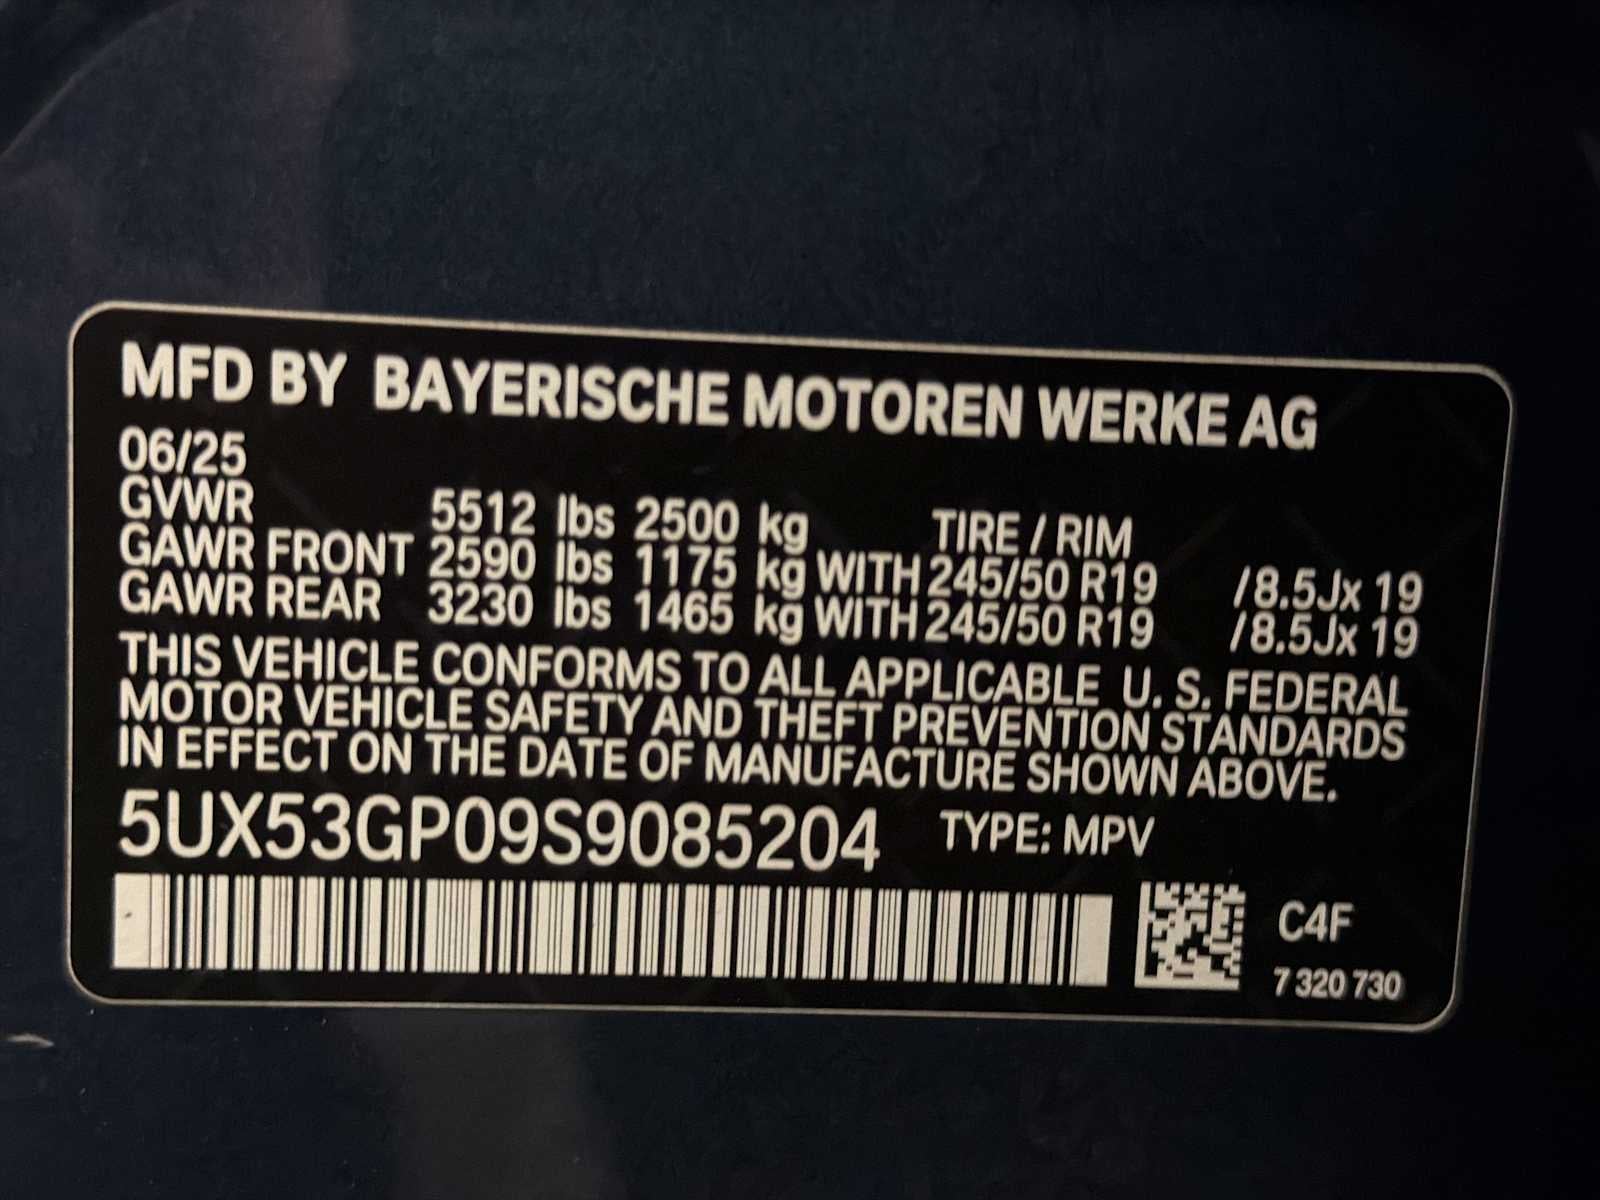 MFD BY BAYERISCHE MOTOREN WERKE AG
06/25
GVWR 5512 lbs 2500 kg TIRE / RIM
GAWR FRONT 2590 lbs 1175 kg WITH 245/50 R19 /8.5Jx 19
GAWR REAR 3230 lbs 1465 kg WITH 245/50 R19 /8.5Jx 19
THIS VEHICLE CONFORMS TO ALL APPLICABLE U. S. FEDERAL
MOTOR VEHICLE SAFETY AND THEFT PREVENTION STANDARDS
IN EFFECT ON THE DATE OF MANUFACTURE SHOWN ABOVE.
5UX53GP09S9085204 TYPE: MPV
C4F
7 320 730